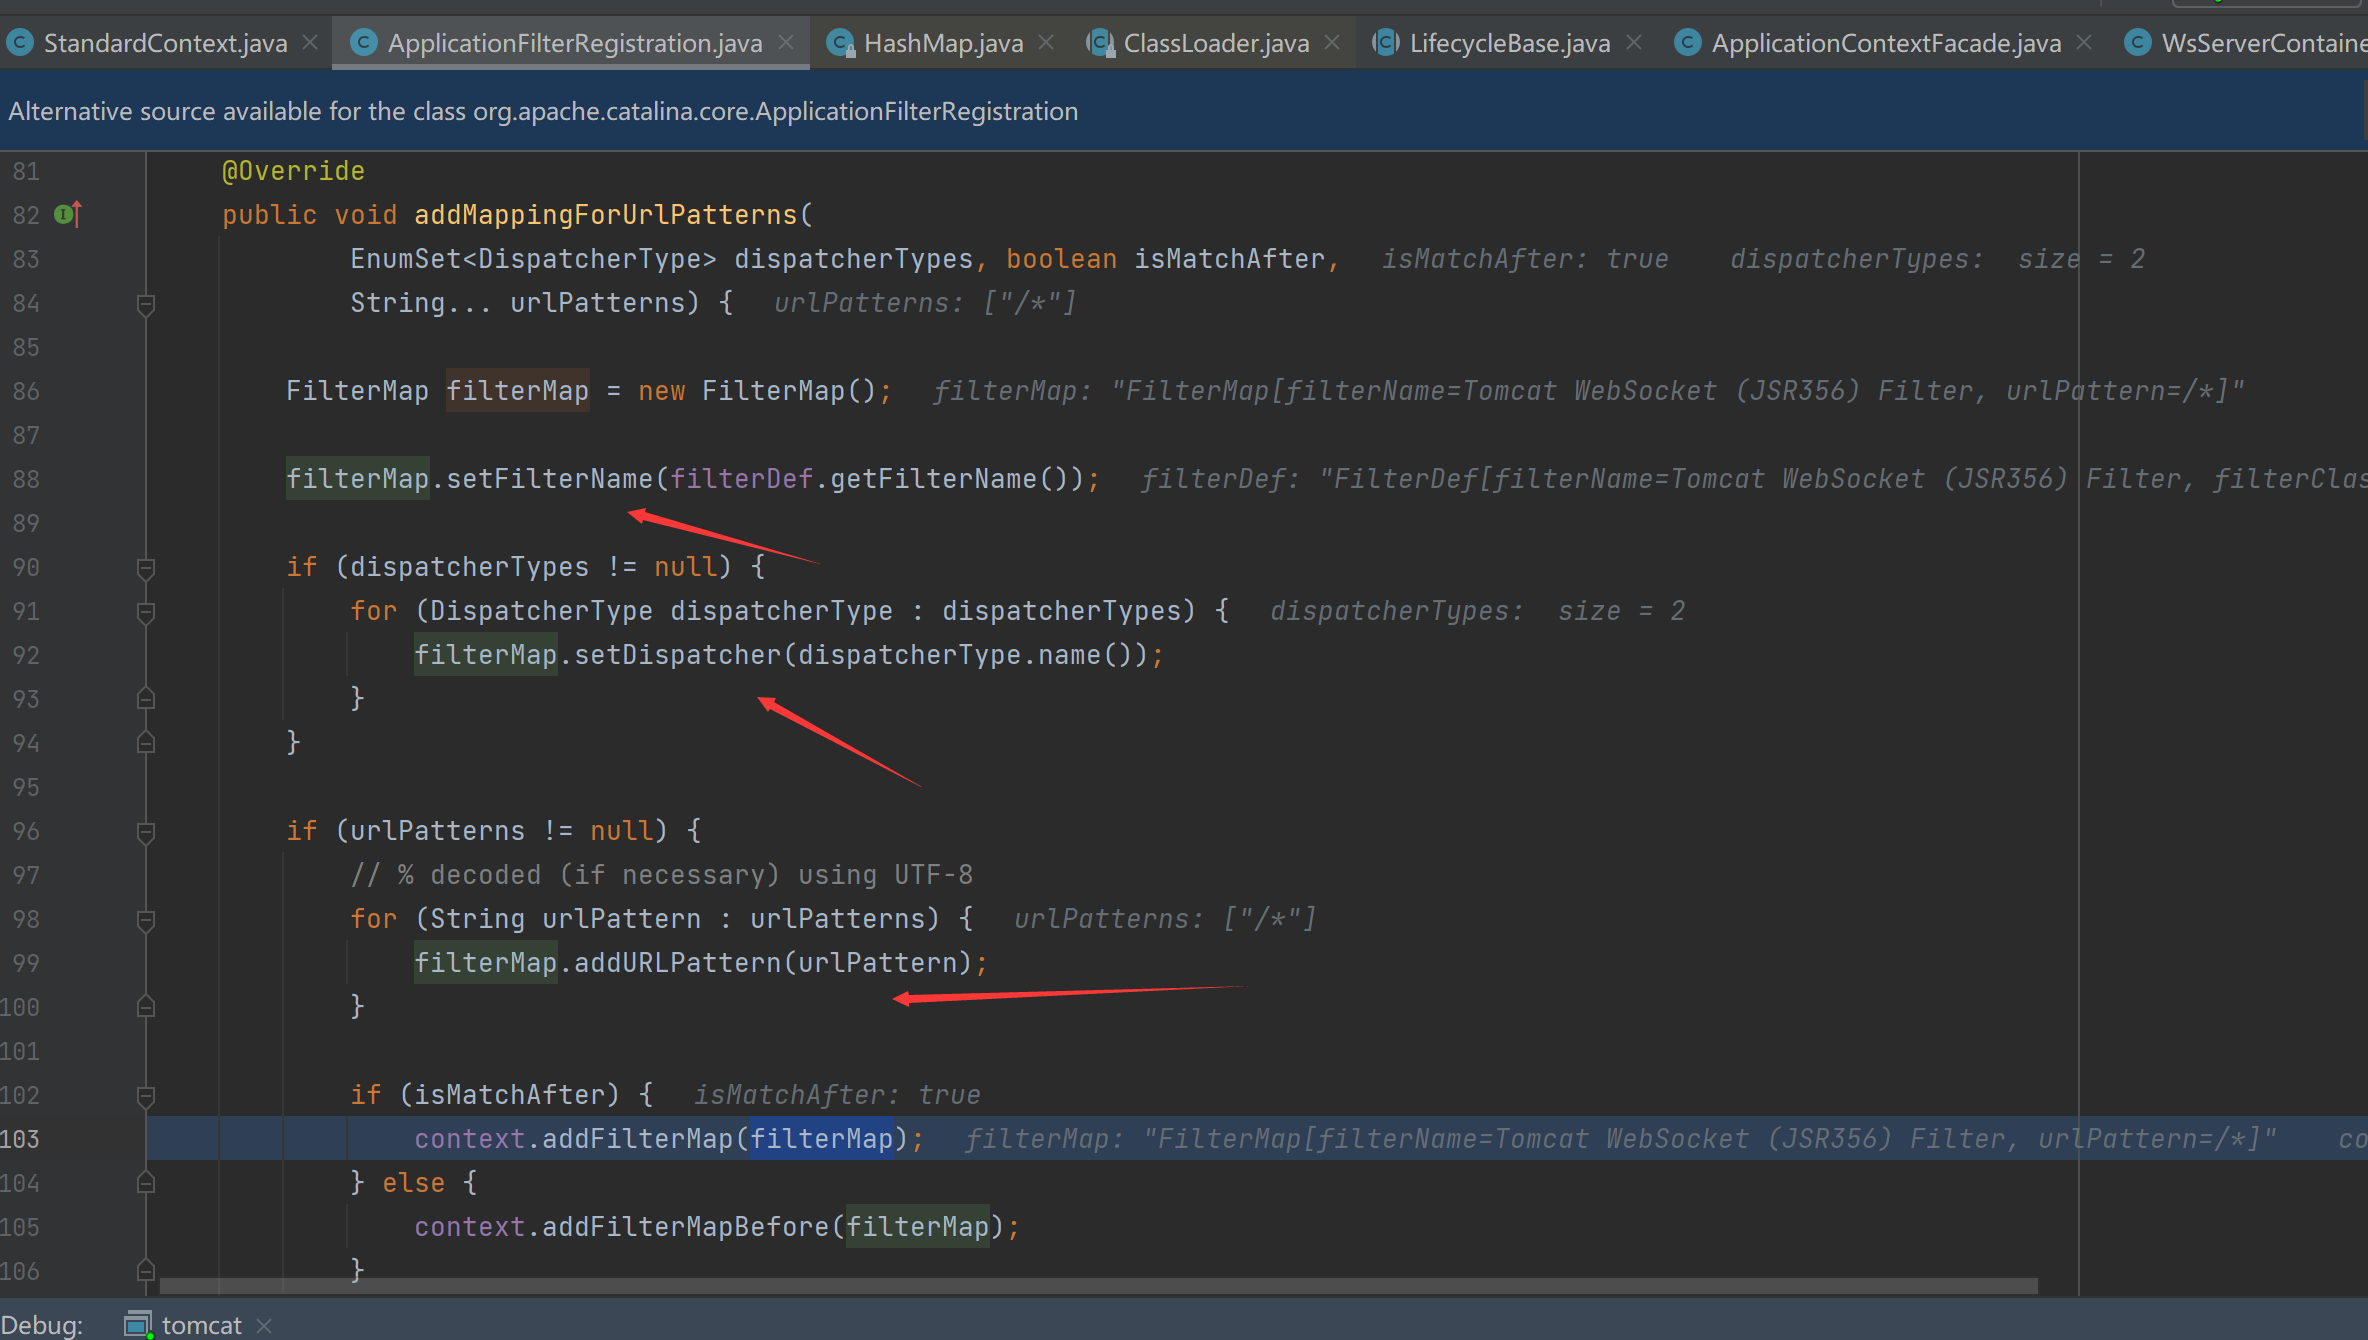 StandardContext.java ApplicationFilterRegistration.java HashMap.java ClassLoader.java LifecycleBase.java ApplicationContextFacade.java WsServerContaine
Alternative source available for the class org.apache.catalina.core.ApplicationFilterRegistration
81 @Override
82 public void addMappingForUrlPatterns(
83 EnumSet<DispatcherType> dispatcherTypes, boolean isMatchAfter, isMatchAfter: true dispatcherTypes: size = 2
84 String... urlPatterns) { urlPatterns: ["/*"]
85
86 FilterMap filterMap = new FilterMap(); filterMap: "FilterMap[filterName=Tomcat WebSocket (JSR356) Filter, urlPattern=/*]"
87
88 filterMap.setFilterName(filterDef.getFilterName()); filterDef: "FilterDef[filterName=Tomcat WebSocket (JSR356) Filter, filterClas
89
90 if (dispatcherTypes != null) {
91 for (DispatcherType dispatcherType : dispatcherTypes) { dispatcherTypes: size = 2
92 filterMap.setDispatcher(dispatcherType.name());
93 }
94 }
95
96 if (urlPatterns != null) {
97 // % decoded (if necessary) using UTF-8
98 for (String urlPattern : urlPatterns) { urlPatterns: ["/*"]
99 filterMap.addURLPattern(urlPattern);
100 }
101
102 if (isMatchAfter) { isMatchAfter: true
103 context.addFilterMap(filterMap); filterMap: "FilterMap[filterName=Tomcat WebSocket (JSR356) Filter, urlPattern=/*]" co
104 } else {
105 context.addFilterMapBefore(filterMap);
106 }
Debug: tomcat